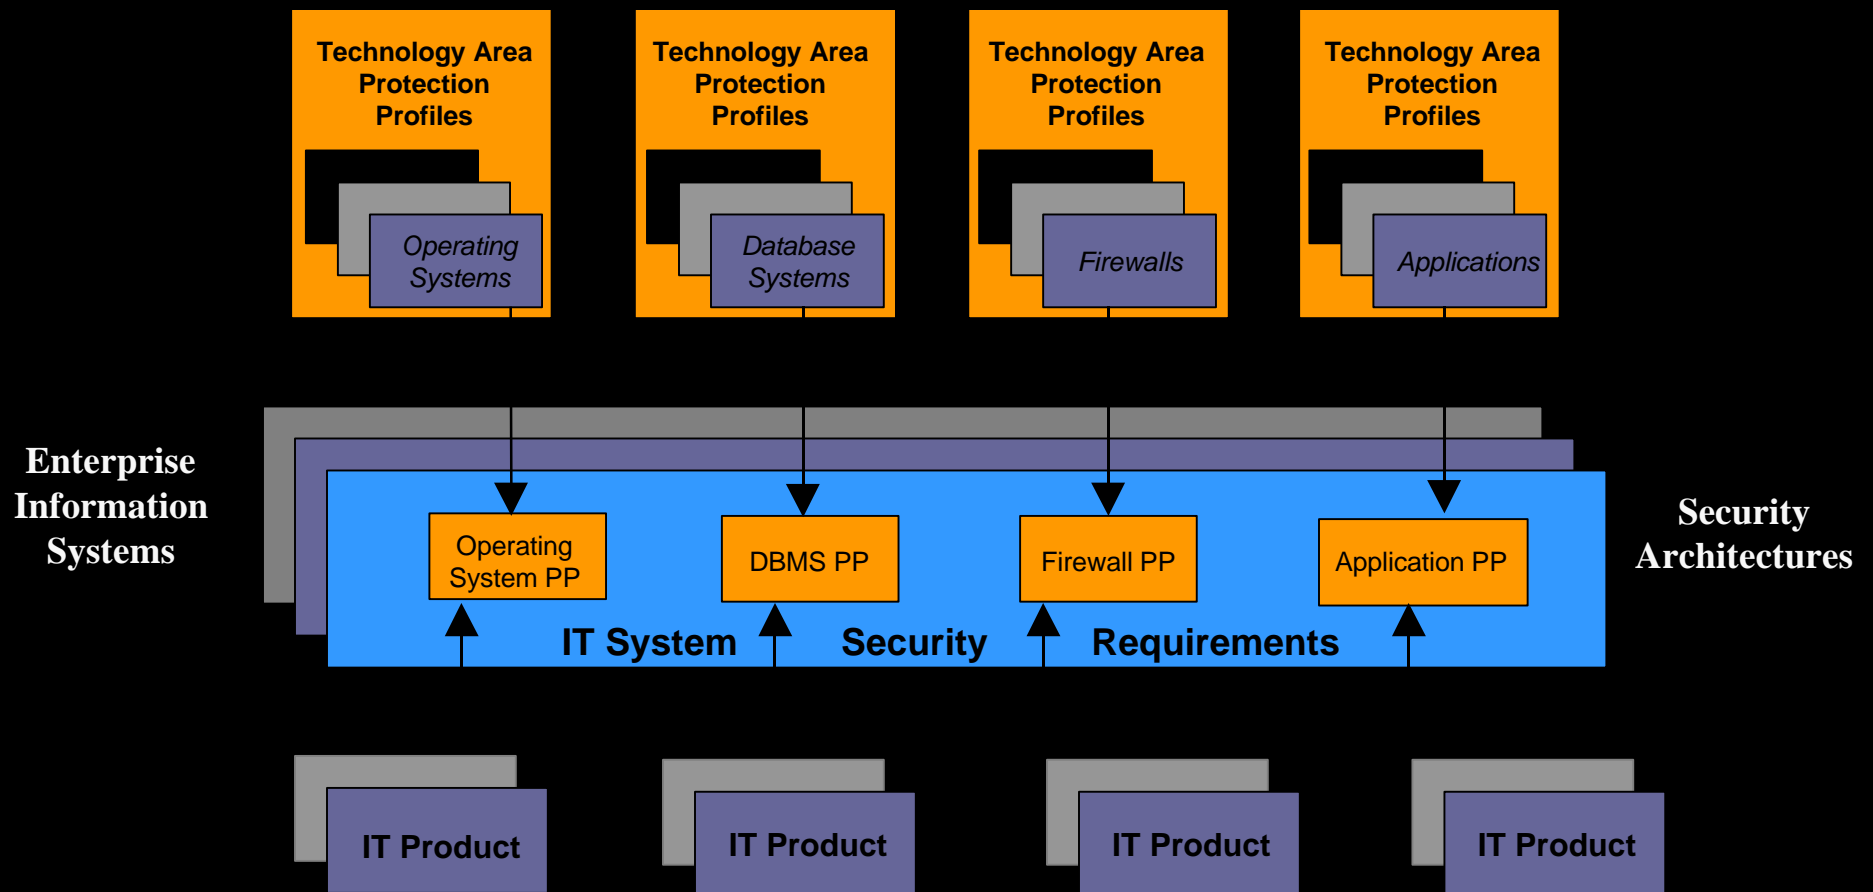 Technology Area
Protection
Profiles
Operating
Systems
Technology Area
Protection
Profiles
Database
Systems
Technology Area
Protection
Profiles
Firewalls
Technology Area
Protection
Profiles
Applications
Enterprise
Information
Systems
Operating
System PP
DBMS PP
Firewall PP
Application PP
IT System Security Requirements
Security
Architectures
IT Product
IT Product
IT Product
IT Product